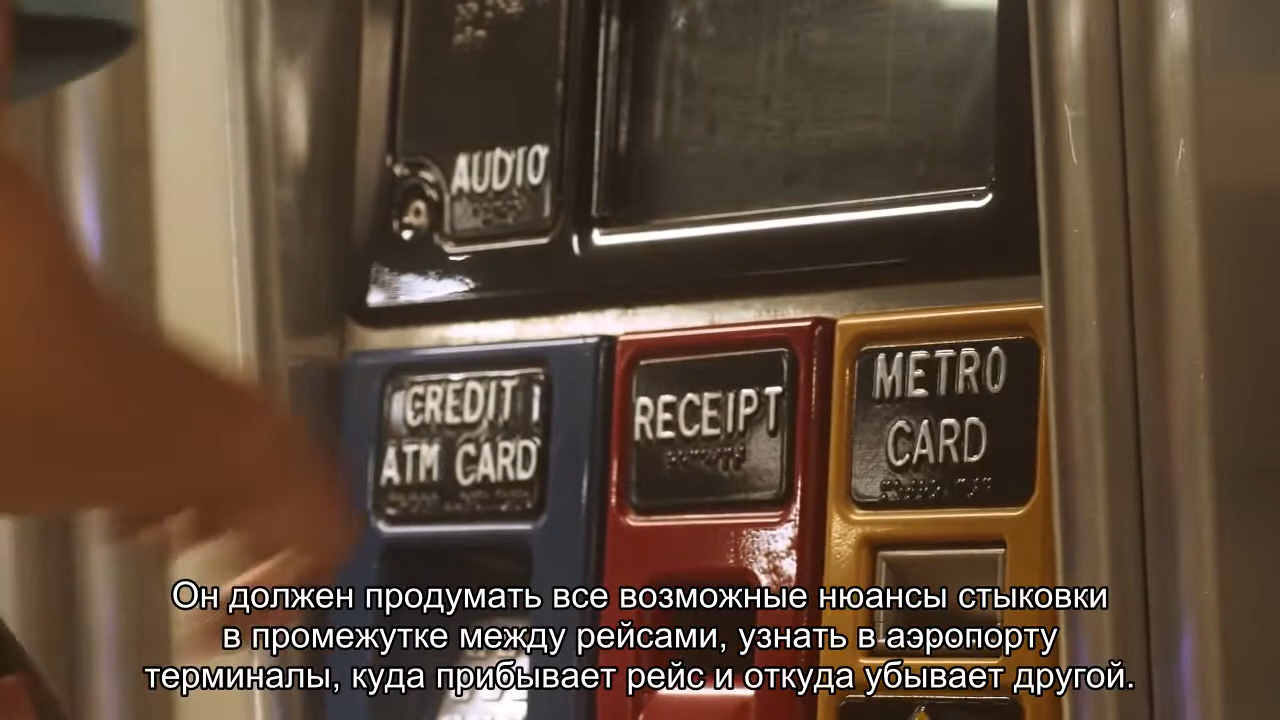 AUDIO
CREDIT
ATM CARD
RECEIPT
METRO
CARD
Он должен продумать все возможные нюансы стыковки
в промежутке между рейсами, узнать в аэропорту
терминалы, куда прибывает рейс и откуда убывает другой.